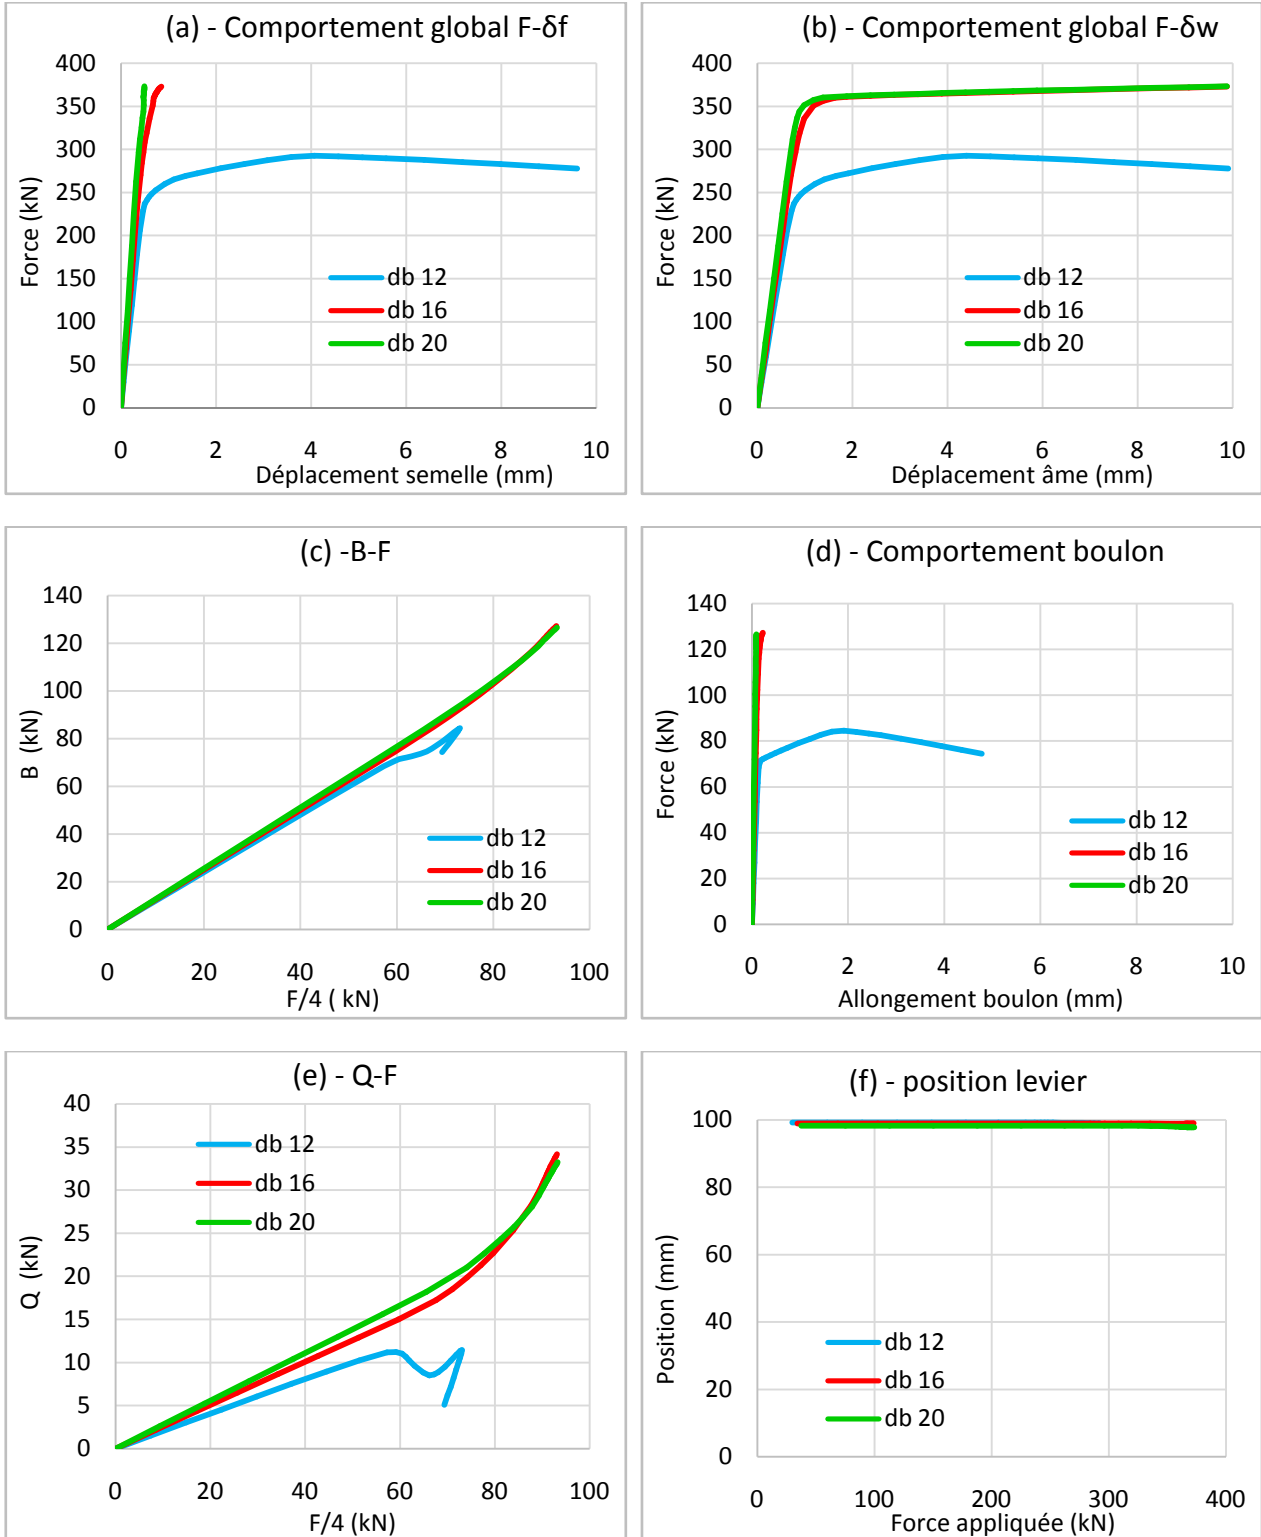 (a) - Comportement global F-δf
400
350
300
250
200
150
100
50
0
Force (kN)
db 12
db 16
db 20
0 2 4 6 8 10
Déplacement semelle (mm)
(b) - Comportement global F-δw
400
350
300
250
200
150
100
50
0
Force (kN)
db 12
db 16
db 20
0 2 4 6 8 10
Déplacement âme (mm)
(c) -B-F
140
120
100
80
60
40
20
0
B (kN)
db 12
db 16
db 20
0 20 40 60 80 100
F/4 ( kN)
(d) - Comportement boulon
140
120
100
80
60
40
20
0
Force (kN)
db 12
db 16
db 20
0 2 4 6 8 10
Allongement boulon (mm)
(e) - Q-F
40
35
30
25
20
15
10
5
0
Q (kN)
db 12
db 16
db 20
0 20 40 60 80 100
F/4 (kN)
(f) - position levier
100
80
60
40
20
0
Position (mm)
db 12
db 16
db 20
0 100 200 300 400
Force appliquée (kN)